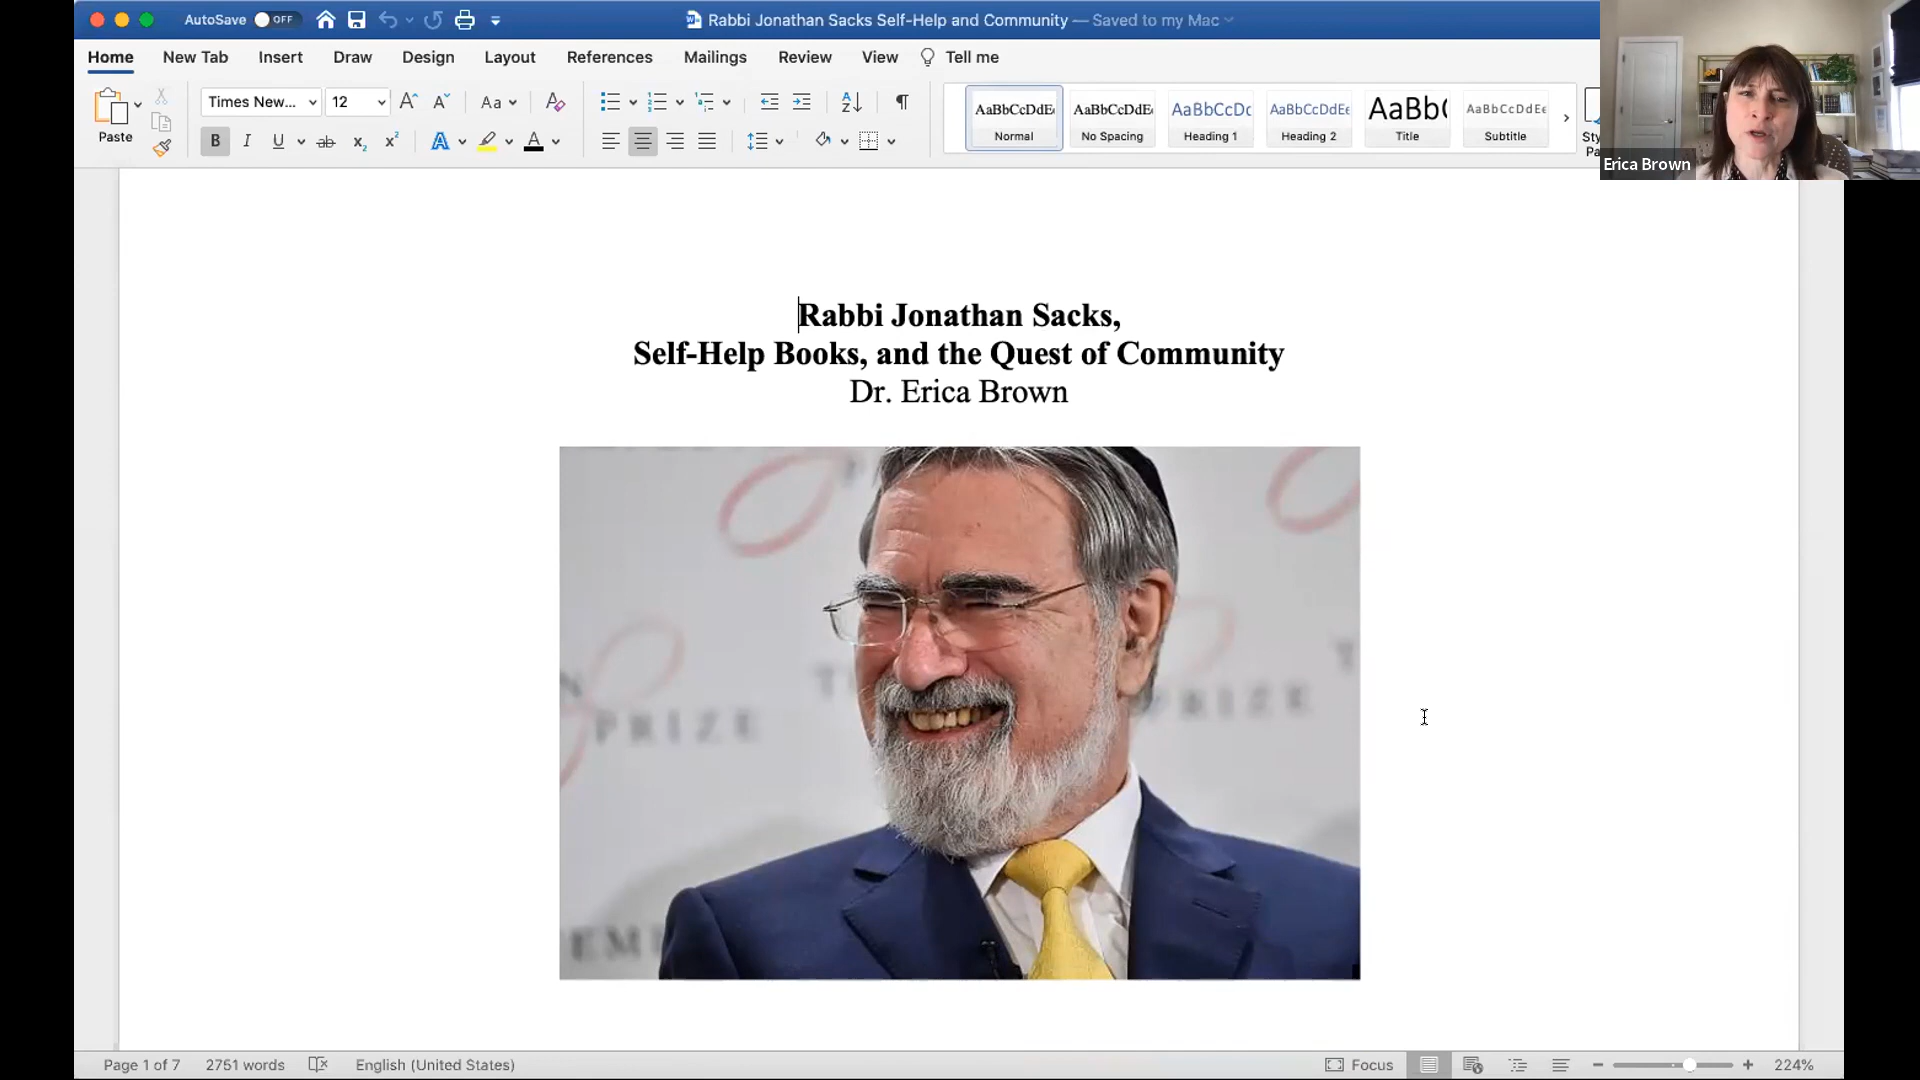 AutoSave OFF
Rabbi Jonathan Sacks Self-Help and Community — Saved to my Mac
Home New Tab Insert Draw Design Layout References Mailings Review View Tell me
Paste
Times New... 12
AaBbCcDdEe Normal
AaBbCcDdEe No Spacing
AaBbCcDc Heading 1
AaBbCcDdEe Heading 2
AaBb( Title
AaBbCcDdEe Subtitle
Erica Brown
Rabbi Jonathan Sacks,
Self-Help Books, and the Quest of Community
Dr. Erica Brown
PRIZE
PRIZE
Page 1 of 7 2751 words English (United States) Focus 224%